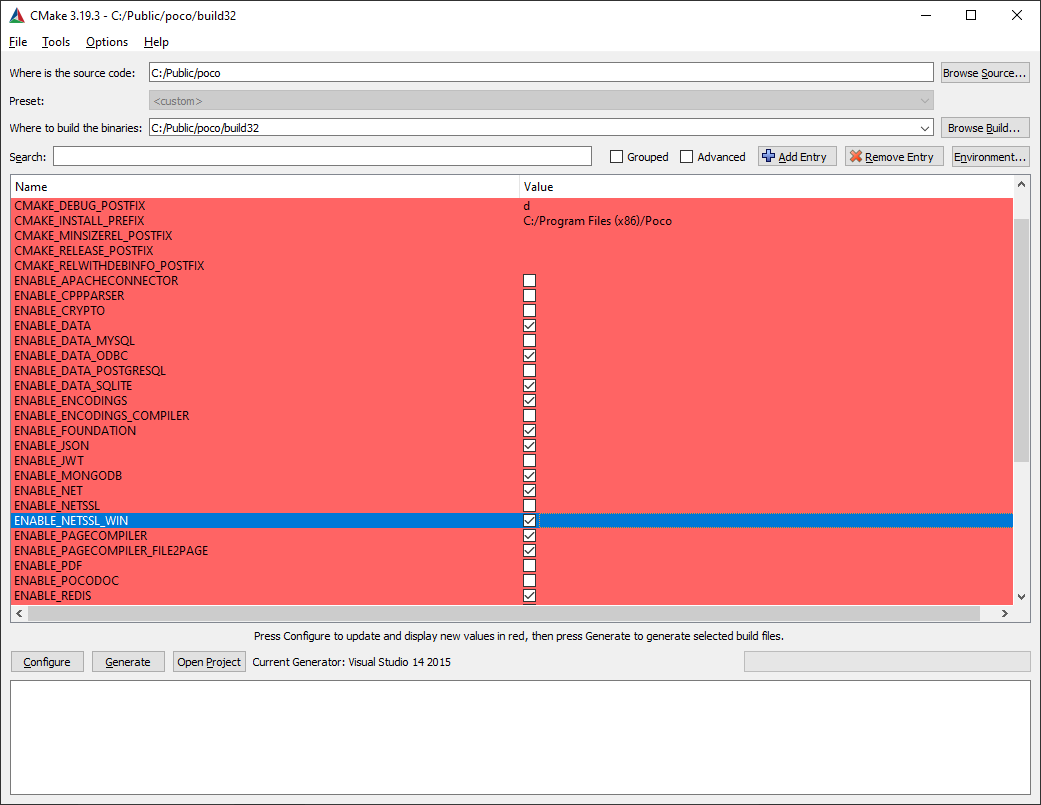 CMake 3.19.3 - C:/Public/poco/build32
File Tools Options Help
Where is the source code: C:/Public/poco Browse Source...
Preset: <custom>
Where to build the binaries: C:/Public/poco/build32 Browse Build...
Search: Grouped Advanced Add Entry Remove Entry Environment...
Name Value
CMAKE_DEBUG_POSTFIX d
CMAKE_INSTALL_PREFIX C:/Program Files (x86)/Poco
CMAKE_MINSIZEREL_POSTFIX
CMAKE_RELEASE_POSTFIX
CMAKE_RELWITHDEBINFO_POSTFIX
ENABLE_APACHECONNECTOR
ENABLE_CPPPARSER
ENABLE_CRYPTO
ENABLE_DATA
ENABLE_DATA_MYSQL
ENABLE_DATA_ODBC
ENABLE_DATA_POSTGRESQL
ENABLE_DATA_SQLITE
ENABLE_ENCODINGS
ENABLE_ENCODINGS_COMPILER
ENABLE_FOUNDATION
ENABLE_JSON
ENABLE_JWT
ENABLE_MONGODB
ENABLE_NET
ENABLE_NETSSL
ENABLE_NETSSL_WIN
ENABLE_PAGECOMPILER
ENABLE_PAGECOMPILER_FILE2PAGE
ENABLE_PDF
ENABLE_POCODOC
ENABLE_REDIS
Press Configure to update and display new values in red, then press Generate to generate selected build files.
Configure Generate Open Project Current Generator: Visual Studio 14 2015